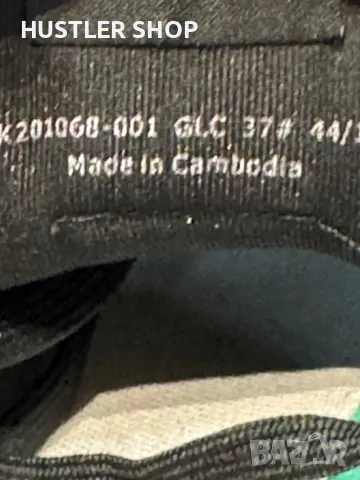 HUSTLER SHOP
K201068-001 GLC 37# 44/1
Made in Cambodia
BAZAR